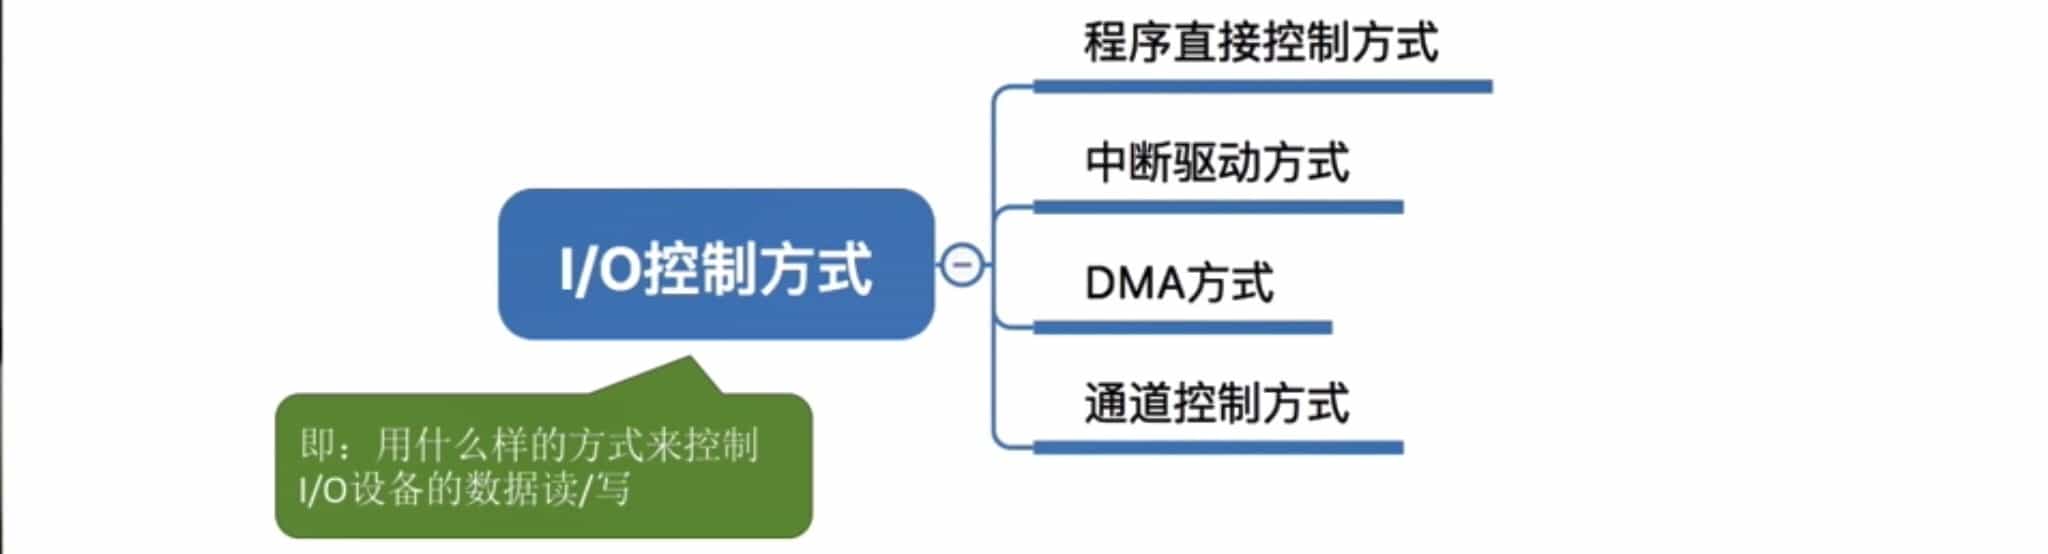 程序直接控制方式
中断驱动方式
I/O控制方式
DMA方式
通道控制方式
即：用什么样的方式来控制
I/O设备的数据读/写